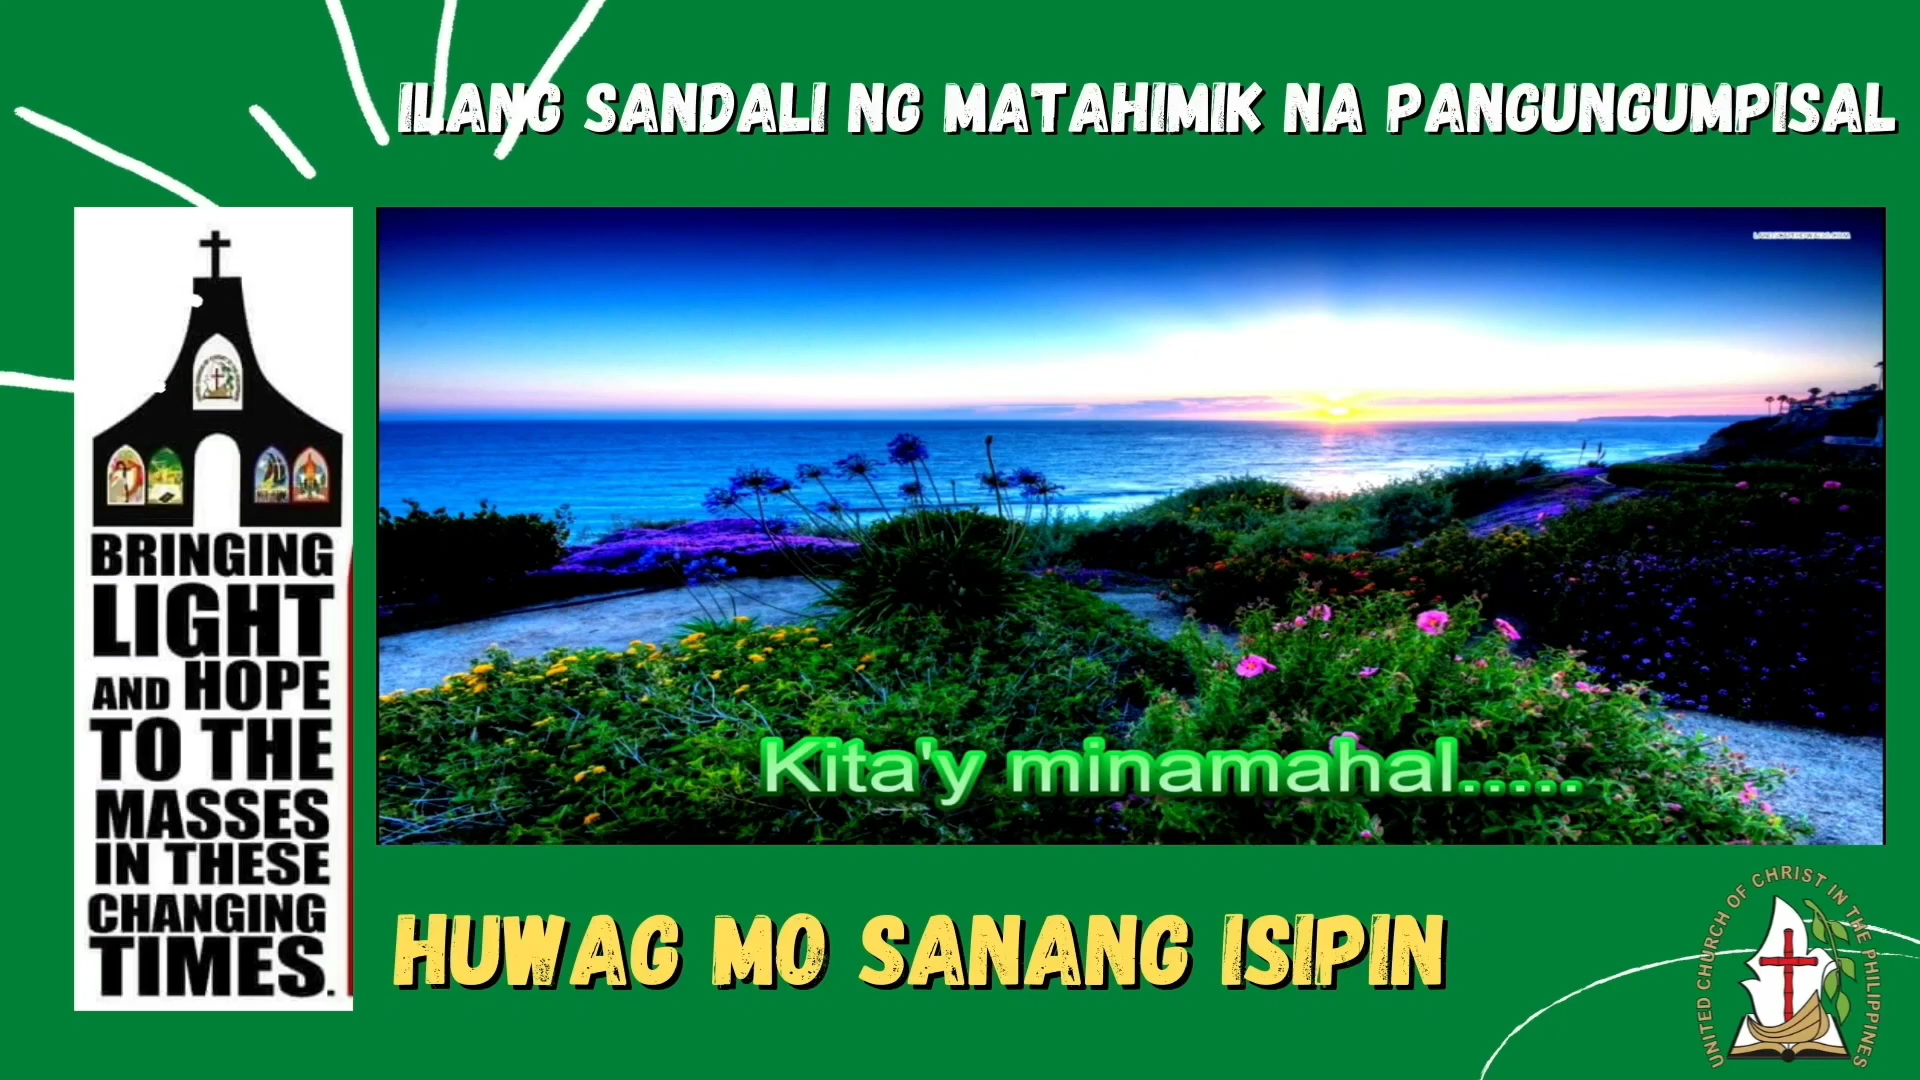 ILANG SANDALI NG MATAHIMIK NA PANGUNGUMPISAL
BRINGING
LIGHT
AND HOPE
TO THE
MASSES
IN THESE
CHANGING
TIMES.
Kita'y minamahal.....
HUWAG MO SANANG ISIPIN
UNITED CHURCH OF CHRIST IN THE PHILIPPINES